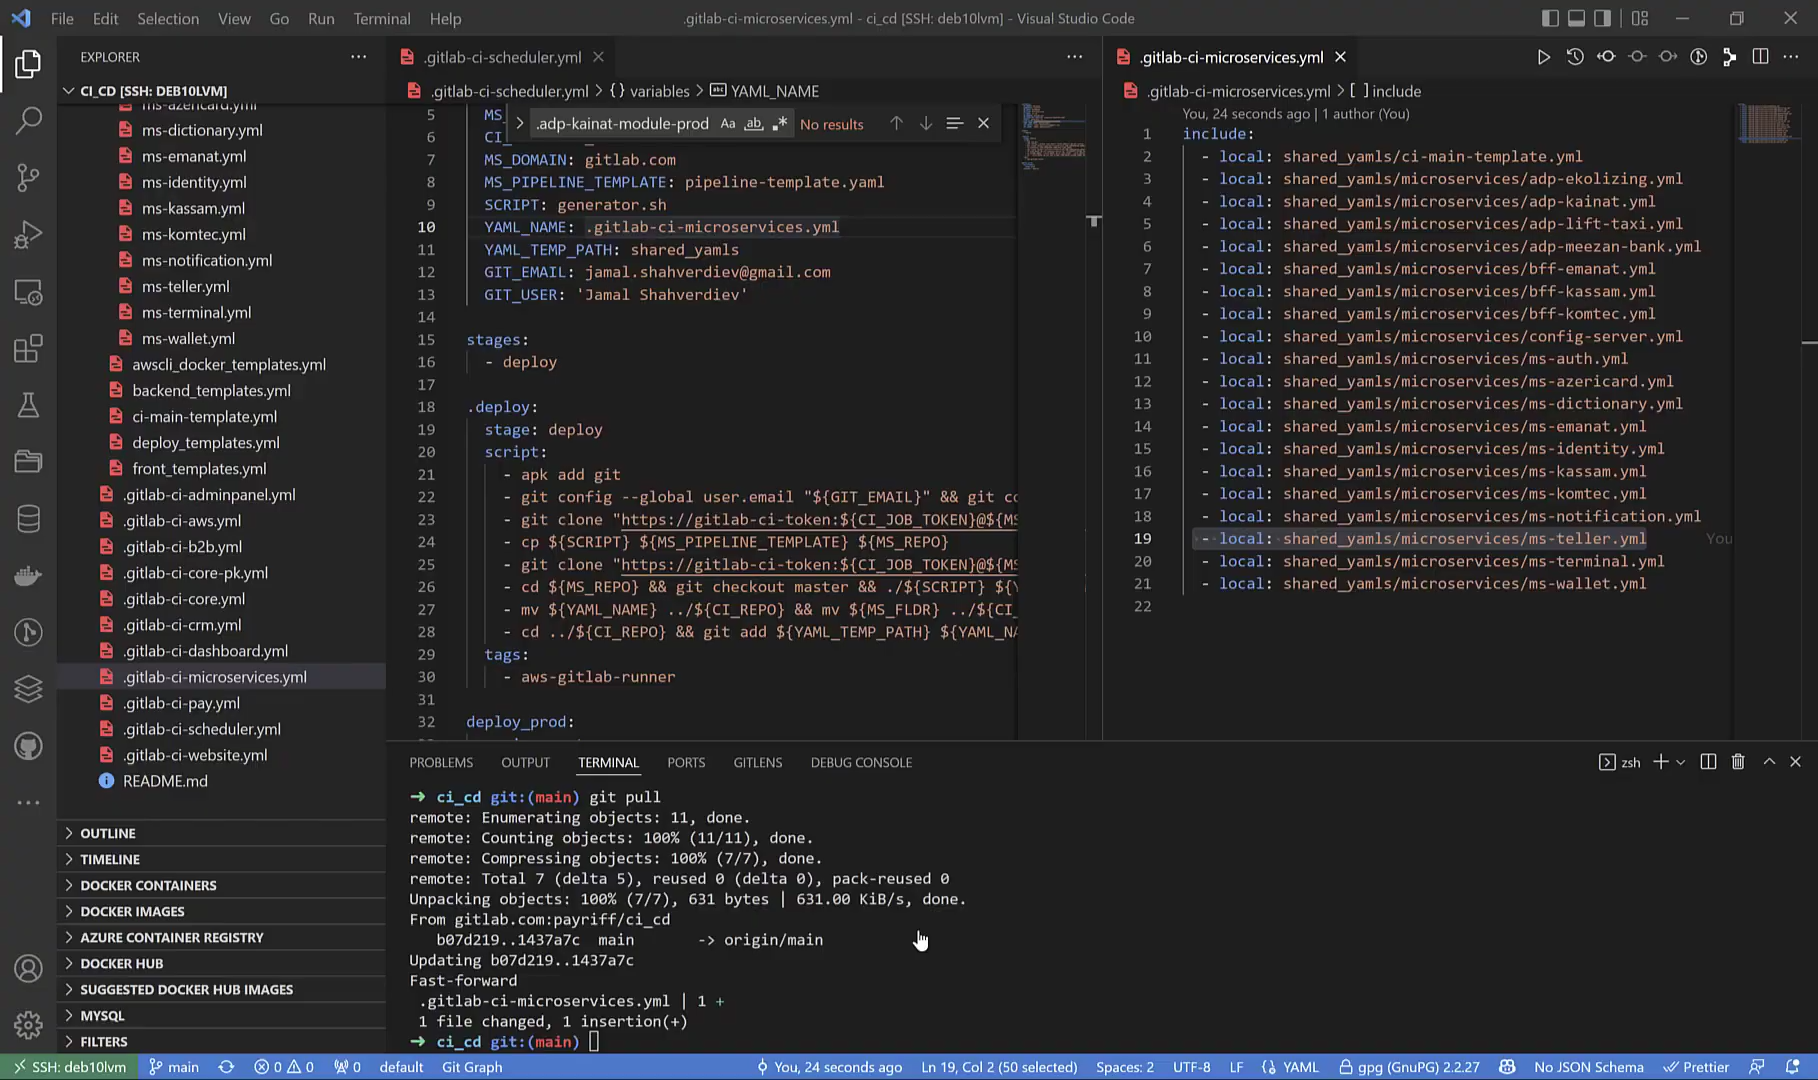 File Edit Selection View Go Run Terminal Help
.gitlab-ci-microservices.yml - ci_cd [SSH: deb10lvm] - Visual Studio Code
EXPLORER
CI_CD [SSH: DEB10LVM]
ms-azericard.yml
ms-dictionary.yml
ms-emanat.yml
ms-identity.yml
ms-kassam.yml
ms-komtec.yml
ms-notification.yml
ms-teller.yml
ms-terminal.yml
ms-wallet.yml
awscli_docker_templates.yml
backend_templates.yml
ci-main-template.yml
deploy_templates.yml
front_templates.yml
.gitlab-ci-adminpanel.yml
.gitlab-ci-aws.yml
.gitlab-ci-b2b.yml
.gitlab-ci-core-pk.yml
.gitlab-ci-core.yml
.gitlab-ci-crm.yml
.gitlab-ci-dashboard.yml
.gitlab-ci-microservices.yml
.gitlab-ci-pay.yml
.gitlab-ci-scheduler.yml
.gitlab-ci-website.yml
README.md
OUTLINE
TIMELINE
DOCKER CONTAINERS
DOCKER IMAGES
AZURE CONTAINER REGISTRY
DOCKER HUB
SUGGESTED DOCKER HUB IMAGES
MYSQL
FILTERS
.gitlab-ci-scheduler.yml
.gitlab-ci-scheduler.yml > {} variables > YAML_NAME
.adp-kainat-module-prod Aa ab .* No results
5 MS_
6 CI_
7 MS_DOMAIN: gitlab.com
8 MS_PIPELINE_TEMPLATE: pipeline-template.yaml
9 SCRIPT: generator.sh
10 YAML_NAME: .gitlab-ci-microservices.yml
11 YAML_TEMP_PATH: shared_yamls
12 GIT_EMAIL: jamal.shahverdiev@gmail.com
13 GIT_USER: 'Jamal Shahverdiev'
14
15 stages:
16 - deploy
17
18 .deploy:
19 stage: deploy
20 script:
21 - apk add git
22 - git config --global user.email "${GIT_EMAIL}" && git co
23 - git clone "https://gitlab-ci-token:${CI_JOB_TOKEN}@${MS
24 - cp ${SCRIPT} ${MS_PIPELINE_TEMPLATE} ${MS_REPO}
25 - git clone "https://gitlab-ci-token:${CI_JOB_TOKEN}@${MS
26 - cd ${MS_REPO} && git checkout master && ./${SCRIPT} ${Y
27 - mv ${YAML_NAME} ../${CI_REPO} && mv ${MS_FLDR} ../${CI_
28 - cd ../${CI_REPO} && git add ${YAML_TEMP_PATH} ${YAML_NA
29 tags:
30 - aws-gitlab-runner
31
32 deploy_prod:
.gitlab-ci-microservices.yml
.gitlab-ci-microservices.yml > [ ] include
You, 24 seconds ago | 1 author (You)
1 include:
2 - local: shared_yamls/ci-main-template.yml
3 - local: shared_yamls/microservices/adp-ekolizing.yml
4 - local: shared_yamls/microservices/adp-kainat.yml
5 - local: shared_yamls/microservices/adp-lift-taxi.yml
6 - local: shared_yamls/microservices/adp-meezan-bank.yml
7 - local: shared_yamls/microservices/bff-emanat.yml
8 - local: shared_yamls/microservices/bff-kassam.yml
9 - local: shared_yamls/microservices/bff-komtec.yml
10 - local: shared_yamls/microservices/config-server.yml
11 - local: shared_yamls/microservices/ms-auth.yml
12 - local: shared_yamls/microservices/ms-azericard.yml
13 - local: shared_yamls/microservices/ms-dictionary.yml
14 - local: shared_yamls/microservices/ms-emanat.yml
15 - local: shared_yamls/microservices/ms-identity.yml
16 - local: shared_yamls/microservices/ms-kassam.yml
17 - local: shared_yamls/microservices/ms-komtec.yml
18 - local: shared_yamls/microservices/ms-notification.yml
19 - local: shared_yamls/microservices/ms-teller.yml You
20 - local: shared_yamls/microservices/ms-terminal.yml
21 - local: shared_yamls/microservices/ms-wallet.yml
22
PROBLEMS OUTPUT TERMINAL PORTS GITLENS DEBUG CONSOLE zsh
➜ ci_cd git:(main) git pull
remote: Enumerating objects: 11, done.
remote: Counting objects: 100% (11/11), done.
remote: Compressing objects: 100% (7/7), done.
remote: Total 7 (delta 5), reused 0 (delta 0), pack-reused 0
Unpacking objects: 100% (7/7), 631 bytes | 631.00 KiB/s, done.
From gitlab.com:payriff/ci_cd
b07d219..1437a7c main -> origin/main
Updating b07d219..1437a7c
Fast-forward
.gitlab-ci-microservices.yml | 1 +
1 file changed, 1 insertion(+)
➜ ci_cd git:(main)
SSH: deb10lvm main 0 0 0 default Git Graph You, 24 seconds ago Ln 19, Col 2 (50 selected) Spaces: 2 UTF-8 LF {} YAML gpg (GnuPG) 2.2.27 No JSON Schema Prettier